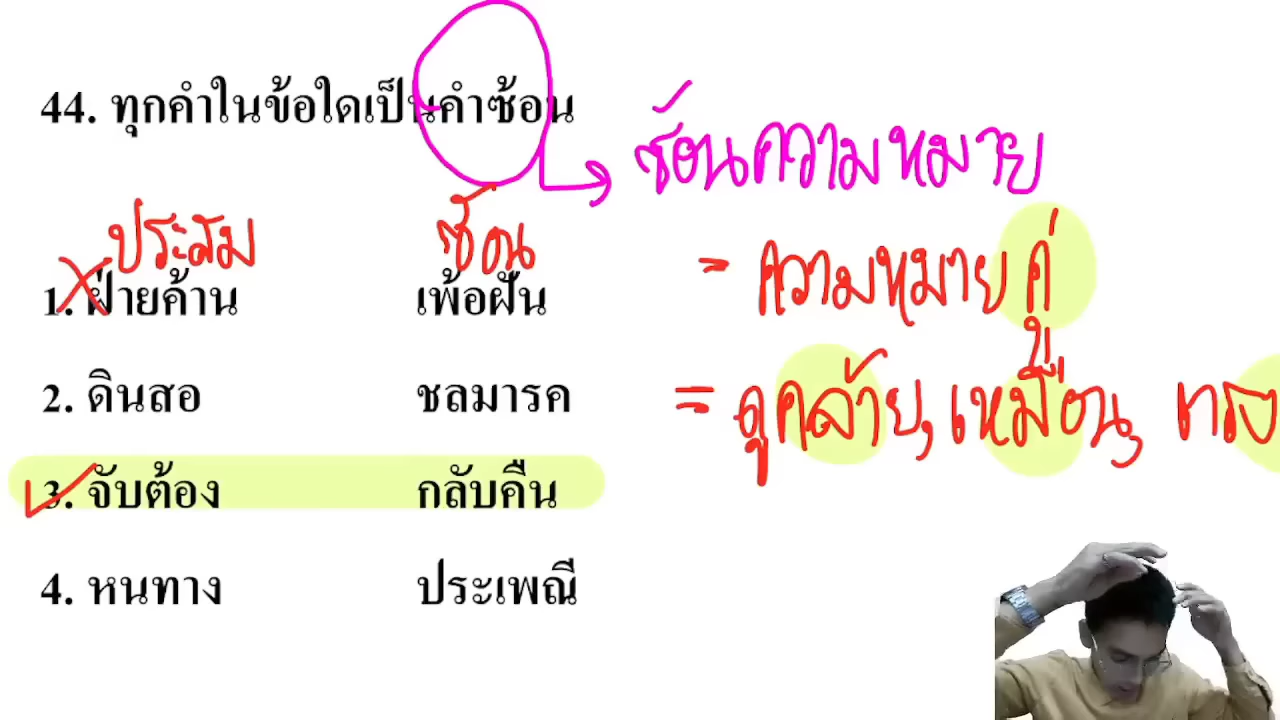 44. ทุกคำในข้อใดเป็นคำซ้อน
ซ้อนความหมาย
ประสม ซ้อน
1. ฝ่ายค้าน เพ้อฝัน
= ความหมายคู่
2. ดินสอ ชลมารค
= ดูคล้าย, เหมือน,
3. จับต้อง กลับคืน
4. หนทาง ประเพณี